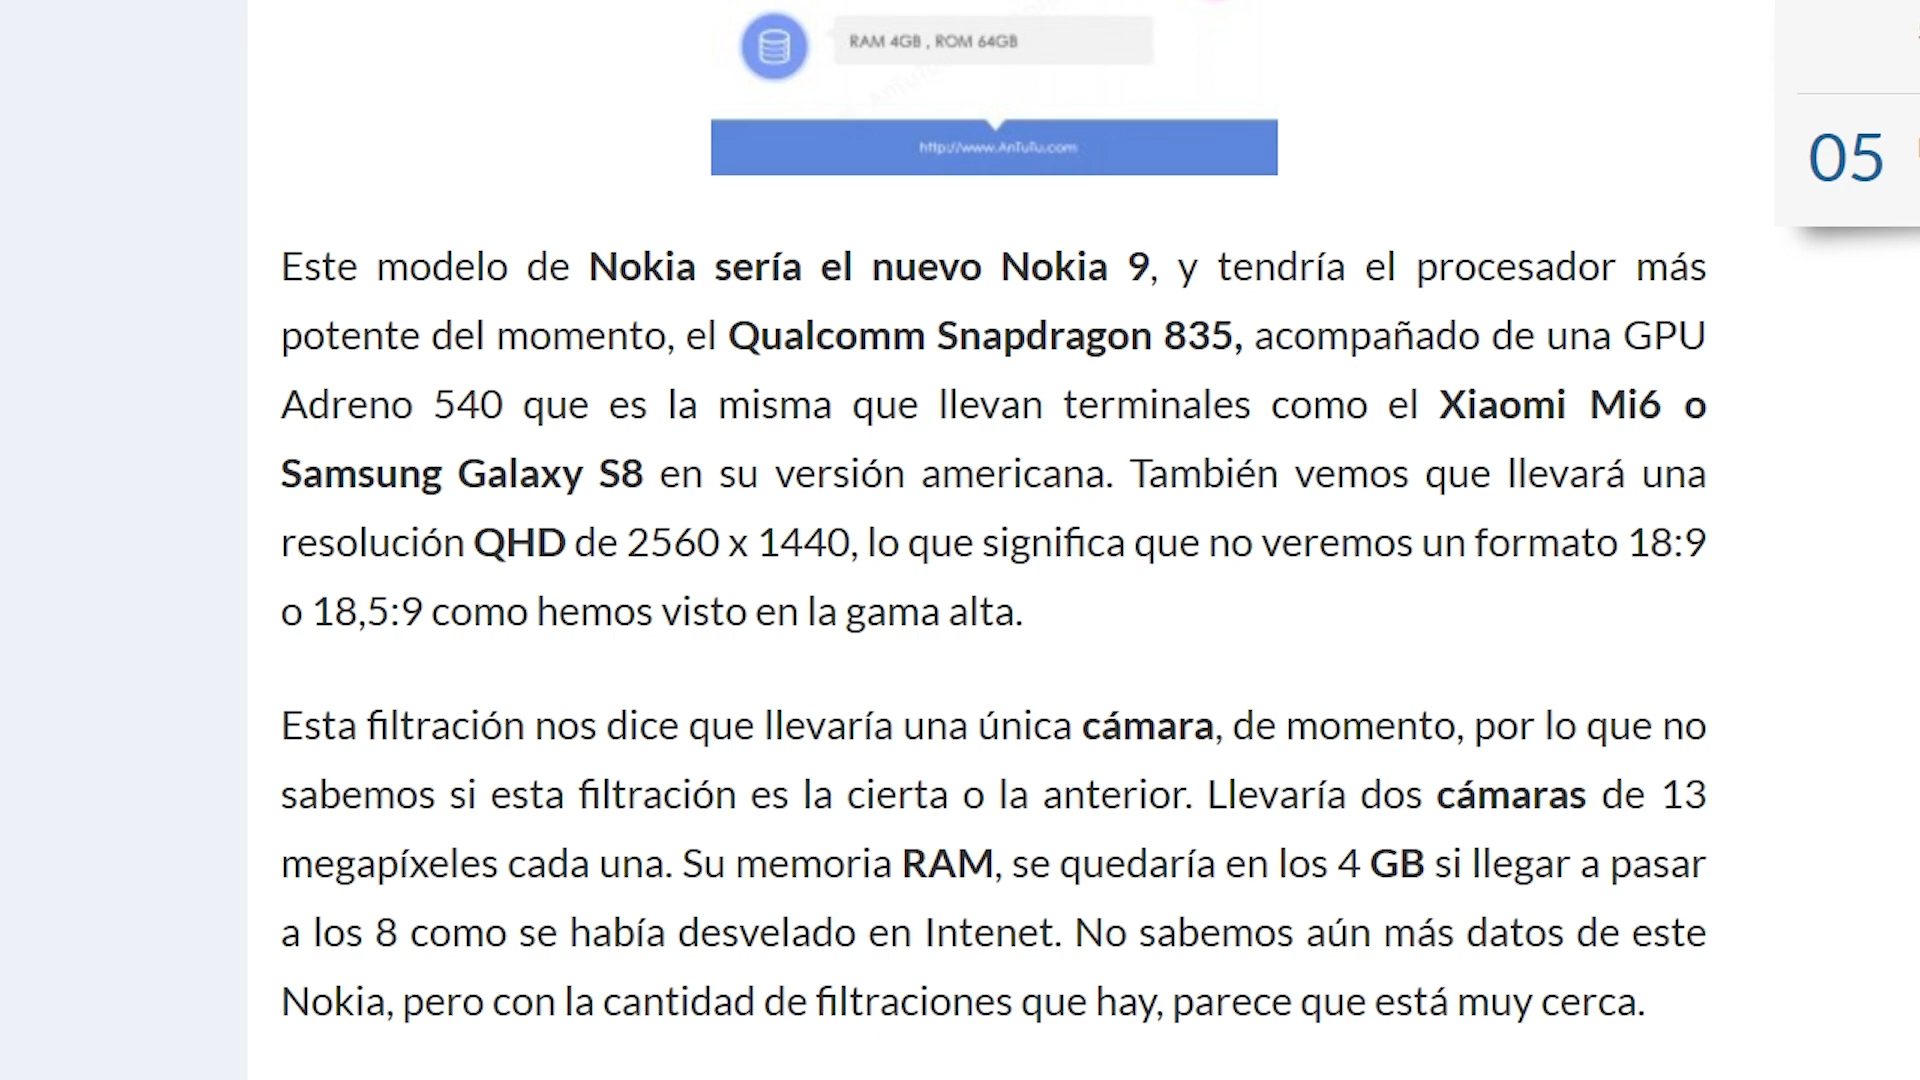 RAM 4GB , ROM 64GB
http://www.AnTuTu.com
05
Este modelo de Nokia sería el nuevo Nokia 9, y tendría el procesador más
potente del momento, el Qualcomm Snapdragon 835, acompañado de una GPU
Adreno 540 que es la misma que llevan terminales como el Xiaomi Mi6 o
Samsung Galaxy S8 en su versión americana. También vemos que llevará una
resolución QHD de 2560 x 1440, lo que significa que no veremos un formato 18:9
o 18,5:9 como hemos visto en la gama alta.
Esta filtración nos dice que llevaría una única cámara, de momento, por lo que no
sabemos si esta filtración es la cierta o la anterior. Llevaría dos cámaras de 13
megapíxeles cada una. Su memoria RAM, se quedaría en los 4 GB si llegar a pasar
a los 8 como se había desvelado en Intenet. No sabemos aún más datos de este
Nokia, pero con la cantidad de filtraciones que hay, parece que está muy cerca.